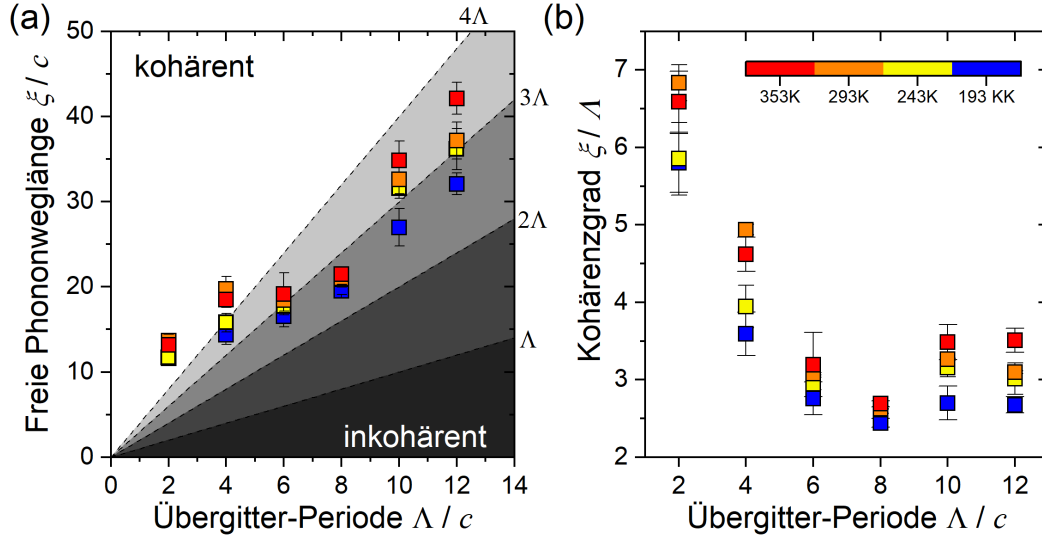 (a)
4Λ
50
kohärent
40
3Λ
30
2Λ
20
Λ
10
inkohärent
0
0 2 4 6 8 10 12 14
Freie Phononweglänge ξ / c
Übergitter-Periode Λ / c
(b)
7
353K 293K 243K 193 KK
6
5
4
3
2
2 4 6 8 10 12
Kohärenzgrad ξ / Λ
Übergitter-Periode Λ / c